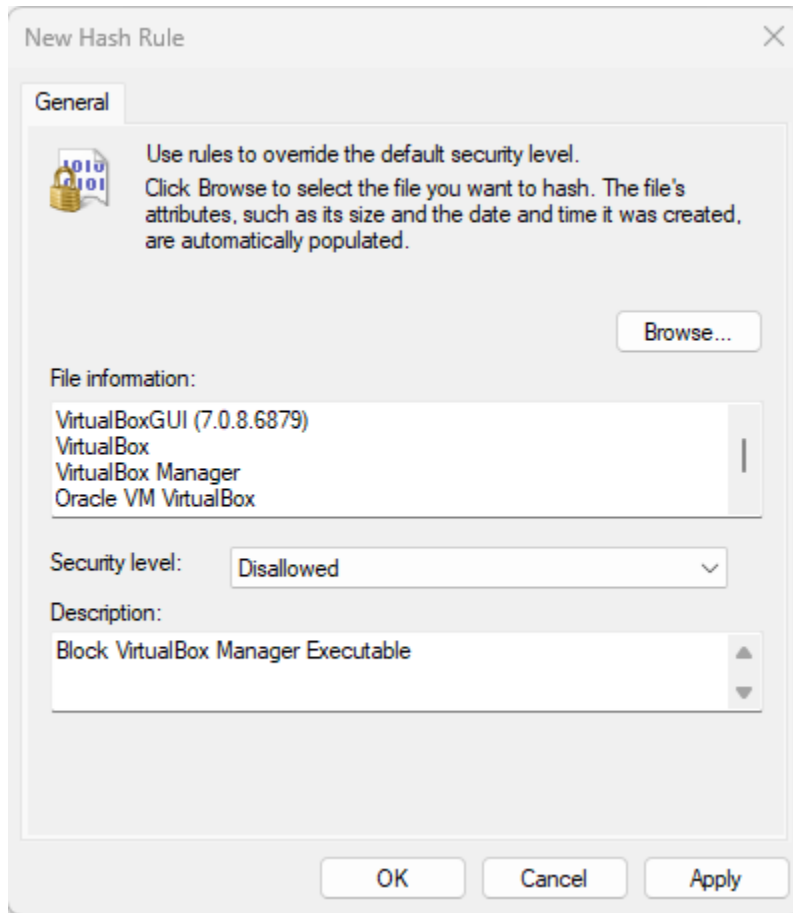 New Hash Rule
General
Use rules to override the default security level.
Click Browse to select the file you want to hash. The file's
attributes, such as its size and the date and time it was created,
are automatically populated.
Browse...
File information:
VirtualBoxGUI (7.0.8.6879)
VirtualBox
VirtualBox Manager
Oracle VM VirtualBox
Security level:
Disallowed
Description:
Block VirtualBox Manager Executable
OK
Cancel
Apply